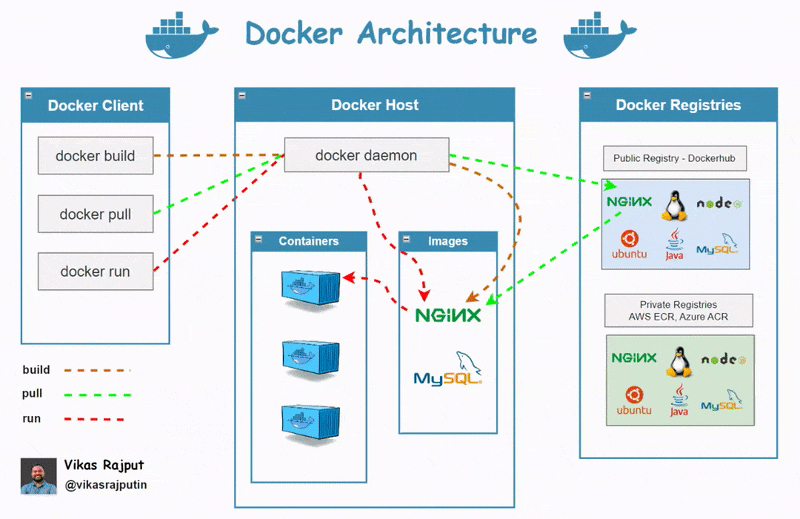 Docker Architecture
Docker Client
docker build
docker pull
docker run
build
pull
run
Vikas Rajput
@vikasrajputin
Docker Host
docker daemon
Containers
Images
NGiNX
MySQL
Docker Registries
Public Registry - Dockerhub
NGiNX
node
ubuntu
Java
MySQL
Private Registries
AWS ECR, Azure ACR
NGiNX
node
ubuntu
Java
MySQL